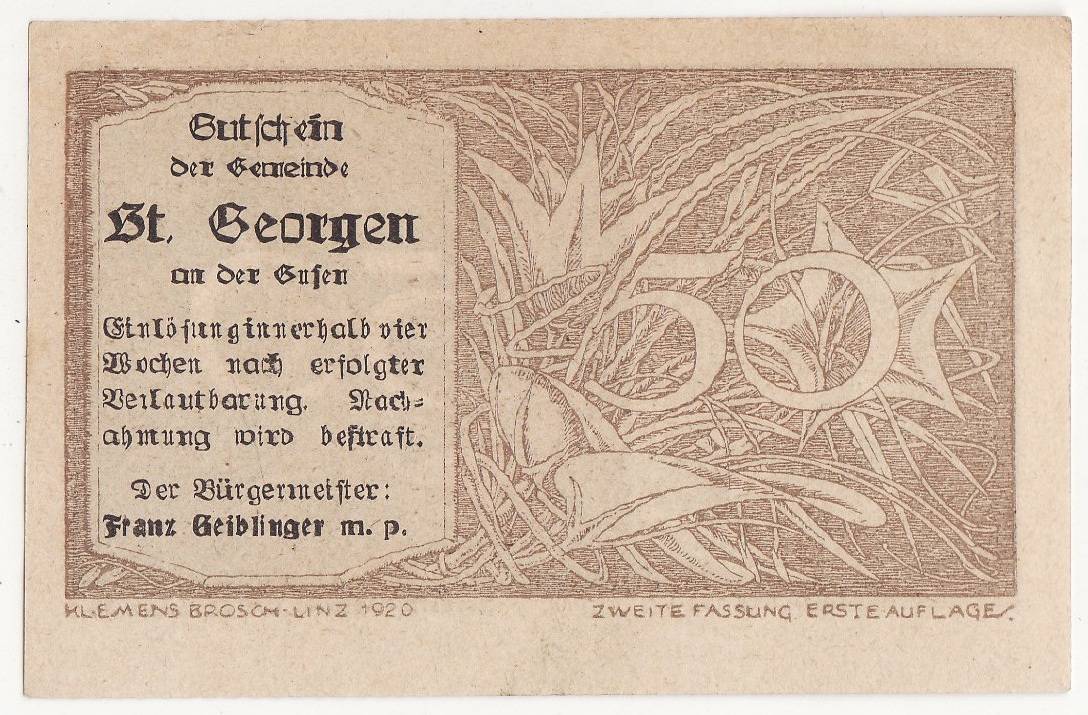 Gutschein
der Gemeinde
St. Georgen
an der Gusen
Einlösung innerhalb vier
Wochen nach erfolgter
Verlautbarung. Nach=
ahmung wird bestraft.
Der Bürgermeister:
Franz Geiblinger m. p.
50
KLEMENS BROSCH-LINZ 1920
ZWEITE FASSUNG. ERSTE AUFLAGE.